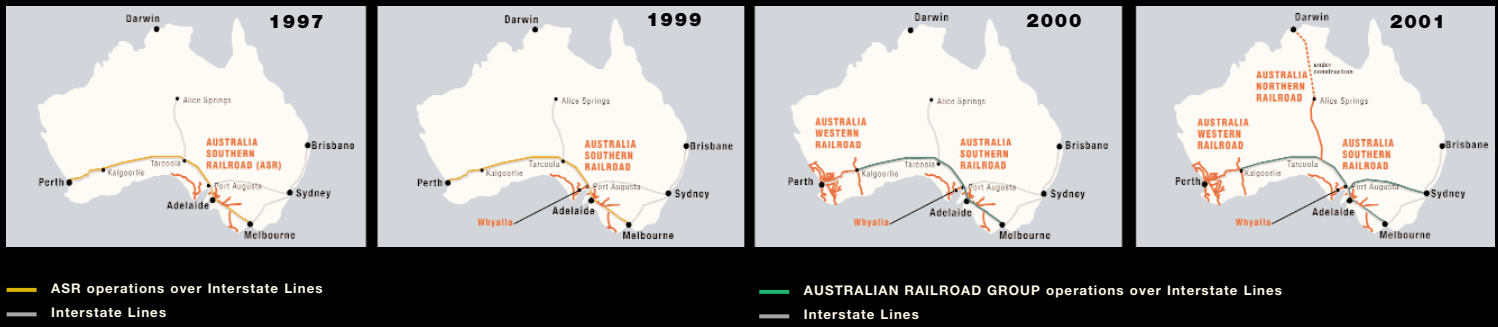 1997
Darwin
Alice Springs
AUSTRALIA
SOUTHERN
RAILROAD (ASR)
Brisbane
Tarcoola
Kalgoorlie
Perth
Port Augusta
Sydney
Adelaide
Melbourne
1999
Darwin
Alice Springs
AUSTRALIA
SOUTHERN
RAILROAD
Brisbane
Tarcoola
Kalgoorlie
Perth
Port Augusta
Sydney
Adelaide
Whyalla
Melbourne
2000
Darwin
Alice Springs
AUSTRALIA
WESTERN
RAILROAD
AUSTRALIA
SOUTHERN
RAILROAD
Brisbane
Tarcoola
Kalgoorlie
Perth
Port Augusta
Sydney
Adelaide
Whyalla
Melbourne
2001
Darwin
under
construction
AUSTRALIA
NORTHERN
RAILROAD
Alice Springs
AUSTRALIA
WESTERN
RAILROAD
AUSTRALIA
SOUTHERN
RAILROAD
Brisbane
Tarcoola
Kalgoorlie
Perth
Port Augusta
Sydney
Adelaide
Whyalla
Melbourne
ASR operations over Interstate Lines
Interstate Lines
AUSTRALIAN RAILROAD GROUP operations over Interstate Lines
Interstate Lines